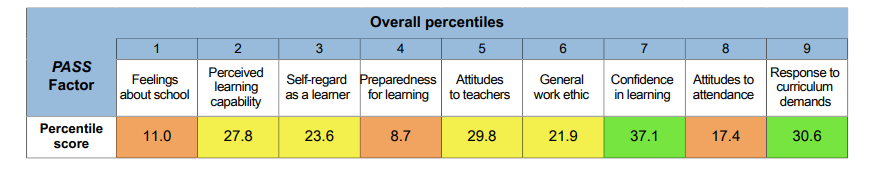 Overall percentiles
PASS
Factor
1 2 3 4 5 6 7 8 9
Feelings
about school
Perceived
learning
capability
Self-regard
as a learner
Preparedness
for learning
Attitudes
to teachers
General
work ethic
Confidence
in learning
Attitudes to
attendance
Response to
curriculum
demands
Percentile
score
11.0 27.8 23.6 8.7 29.8 21.9 37.1 17.4 30.6